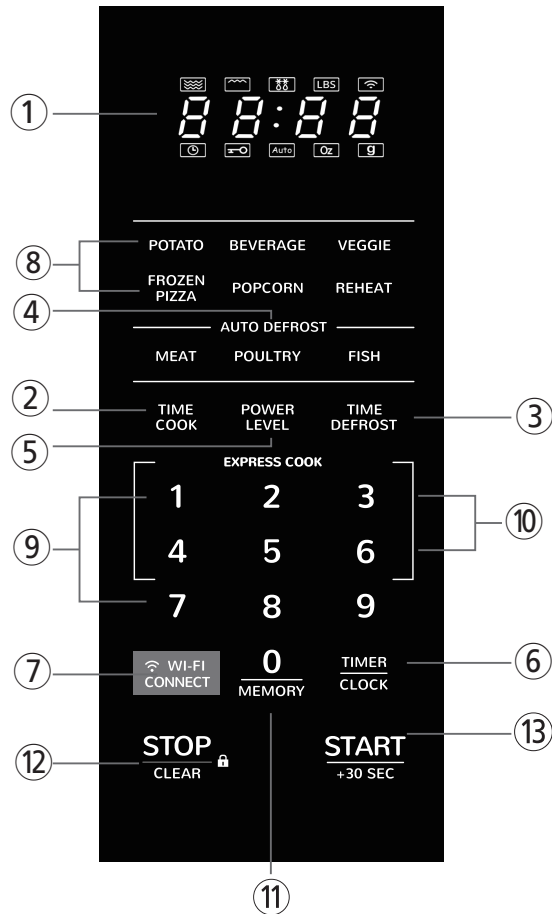 LBS
① 88:88
Auto Oz g
POTATO BEVERAGE VEGGIE
⑧
FROZEN
PIZZA POPCORN REHEAT
④
AUTO DEFROST
MEAT POULTRY FISH
②
TIME
COOK
POWER
LEVEL
TIME
DEFROST
③
⑤
EXPRESS COOK
1 2 3
⑨ ⑩
4 5 6
7 8 9
⑦
WI-FI
CONNECT
0
MEMORY
TIMER
CLOCK
⑥
⑬
STOP
CLEAR
START
+30 SEC
⑫
⑪